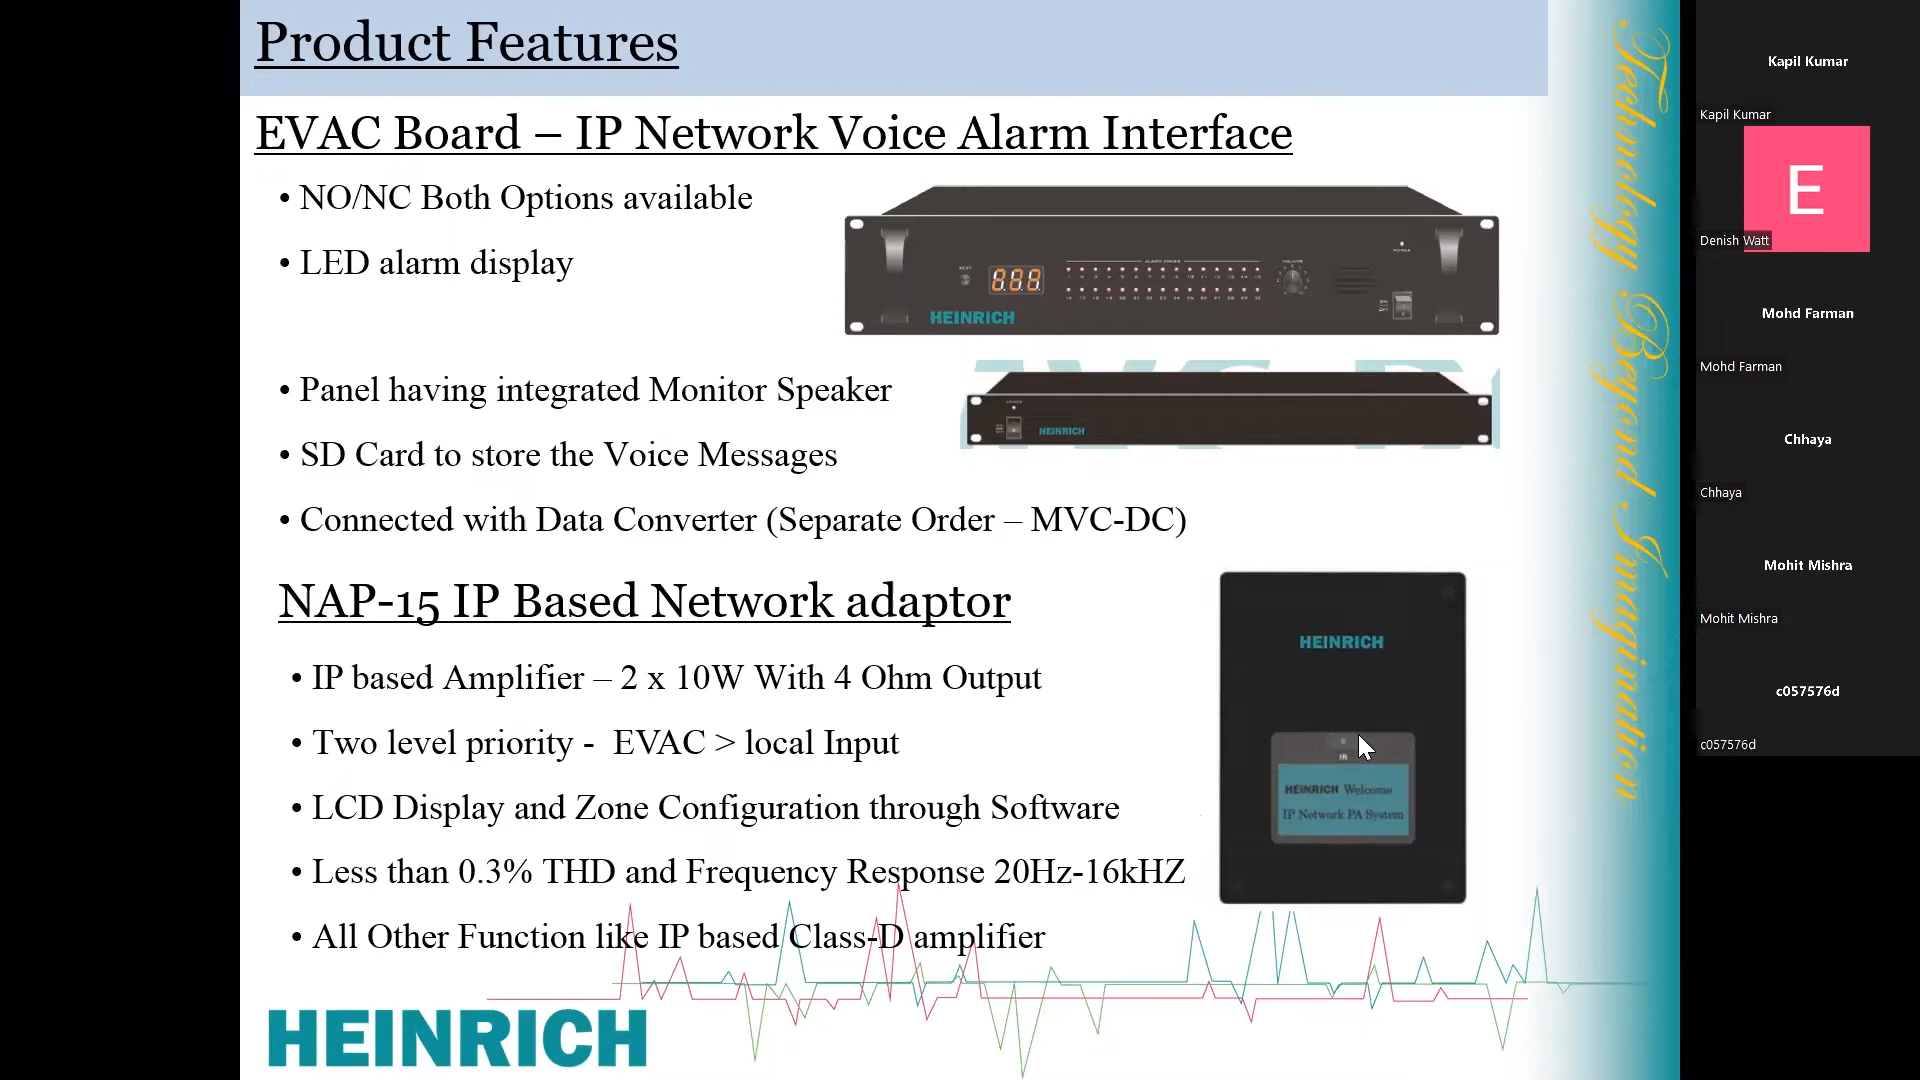 Product Features
EVAC Board – IP Network Voice Alarm Interface
• NO/NC Both Options available
• LED alarm display
HEINRICH
• Panel having integrated Monitor Speaker
HEINRICH
• SD Card to store the Voice Messages
• Connected with Data Converter (Separate Order – MVC-DC)
NAP-15 IP Based Network adaptor
HEINRICH
IR
HEINRICH Welcome
IP Network PA System
• IP based Amplifier – 2 x 10W With 4 Ohm Output
• Two level priority -  EVAC > local Input
• LCD Display and Zone Configuration through Software
• Less than 0.3% THD and Frequency Response 20Hz-16kHZ
• All Other Function like IP based Class-D amplifier
HEINRICH
Technology Beyond Imagination
Kapil Kumar
Kapil Kumar
E
Denish Watt
Mohd Farman
Mohd Farman
Chhaya
Chhaya
Mohit Mishra
Mohit Mishra
c057576d
c057576d